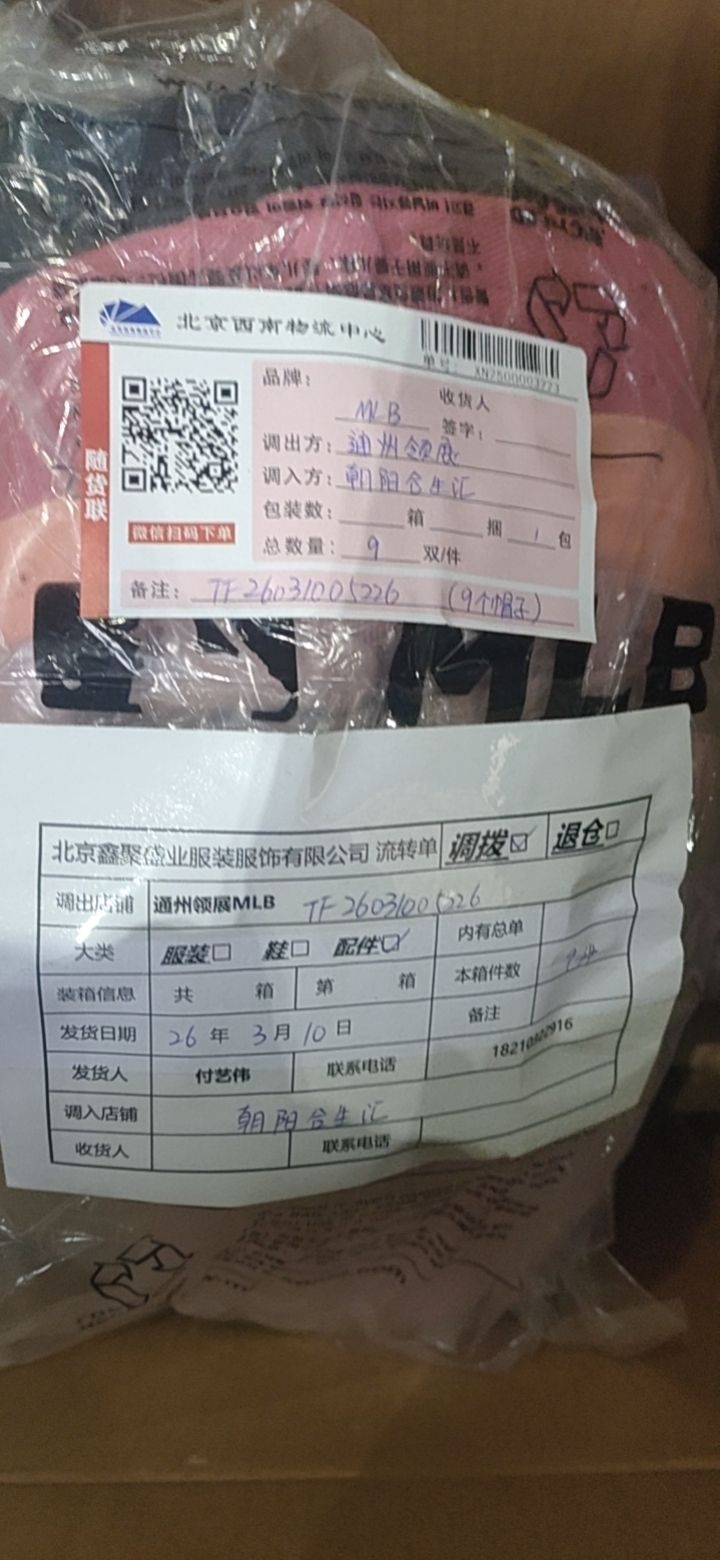 北京西南物流中心
单号: XN2500003223
随货联
微信扫码下单
品牌: MLB
收货人签字:
调出方: 通州领展
调入方: 朝阳合生汇
包装数: 箱 捆 1 包
总数量: 9 双/件
备注: TF26031005226 (9个帽子)
MLB
北京鑫聚盛业服装服饰有限公司 流转单 调拨☑ 退仓□
调出店铺 通州领展MLB TF26031005226
大类 服装□ 鞋□ 配件☑ 内有总单
装箱信息 共 箱 第 箱 本箱件数
发货日期 26年 3月 10日 备注
发货人 付艺伟 联系电话
调入店铺 朝阳合生汇
收货人 联系电话